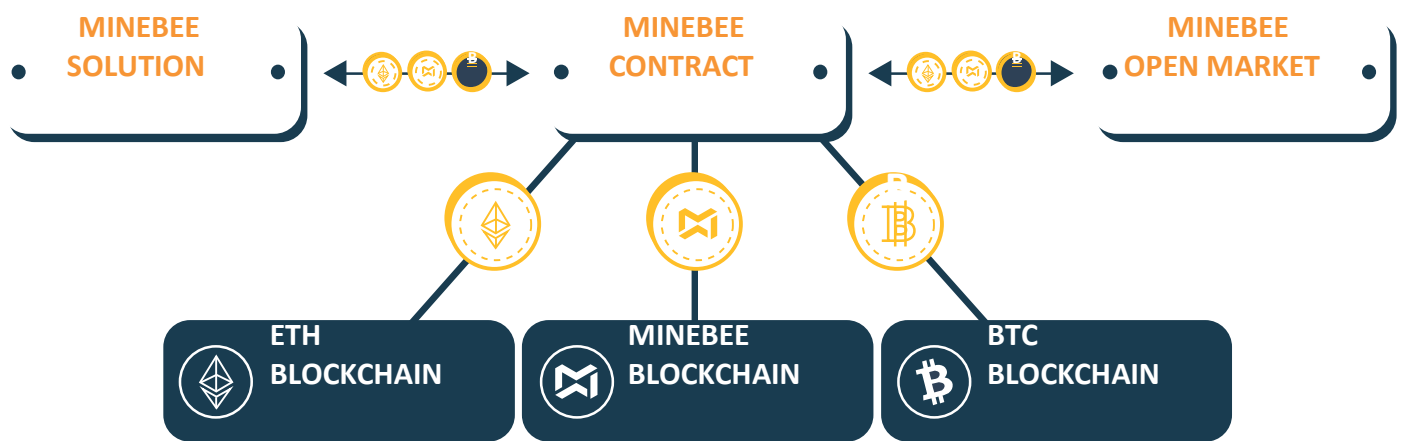 MINEBEE
SOLUTION
MINEBEE
CONTRACT
MINEBEE
OPEN MARKET
ETH
BLOCKCHAIN
MINEBEE
BLOCKCHAIN
BTC
BLOCKCHAIN